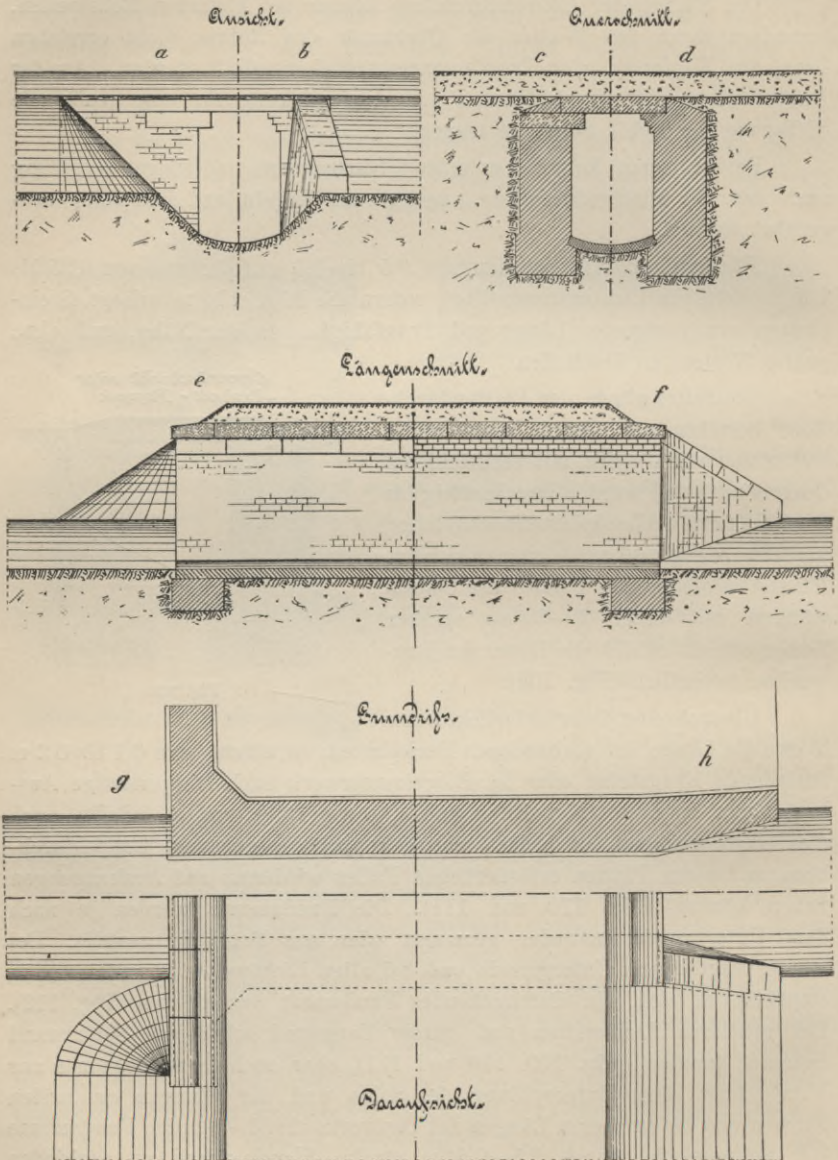 Ansicht.
Querschnitt.
a b
c d
Längenschnitt.
e f
Grundriſs.
g h
Daraufsicht.